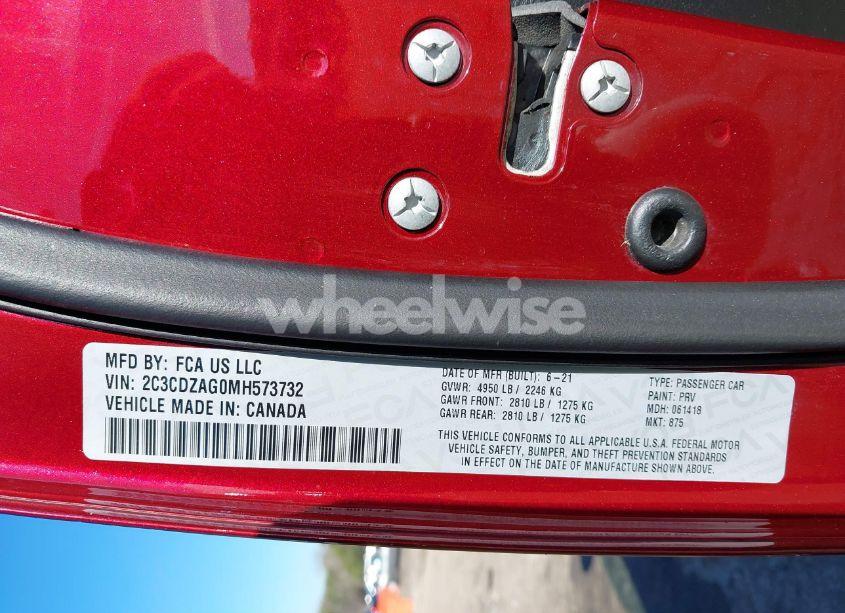 wheelwise
MFD BY: FCA US LLC
VIN: 2C3CDZAG0MH573732
VEHICLE MADE IN: CANADA
DATE OF MFR (BUILT): 6-21
GVWR: 4950 LB / 2246 KG
GAWR FRONT: 2810 LB / 1275 KG
GAWR REAR: 2810 LB / 1275 KG
TYPE: PASSENGER CAR
PAINT: PRV
MDH: 061418
MKT: 875
THIS VEHICLE CONFORMS TO ALL APPLICABLE U.S.A. FEDERAL MOTOR
VEHICLE SAFETY, BUMPER, AND THEFT PREVENTION STANDARDS
IN EFFECT ON THE DATE OF MANUFACTURE SHOWN ABOVE.